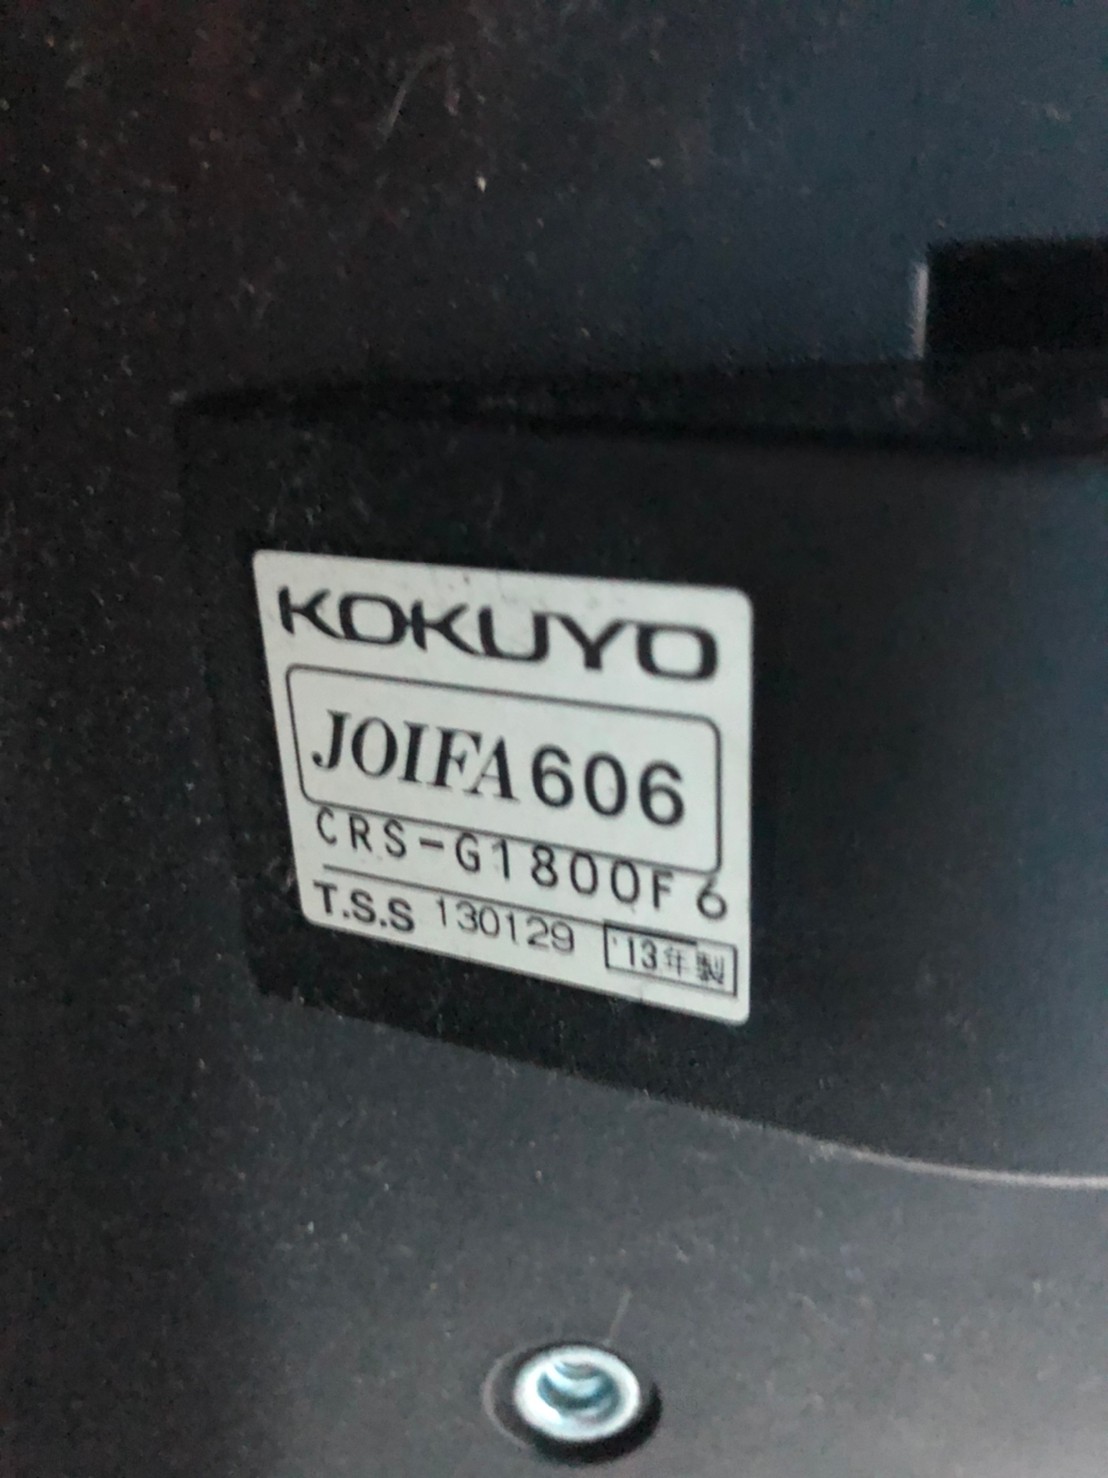 KOKUYO
JOIFA606
CRS-G1800F6
T.S.S 130129 '13年製